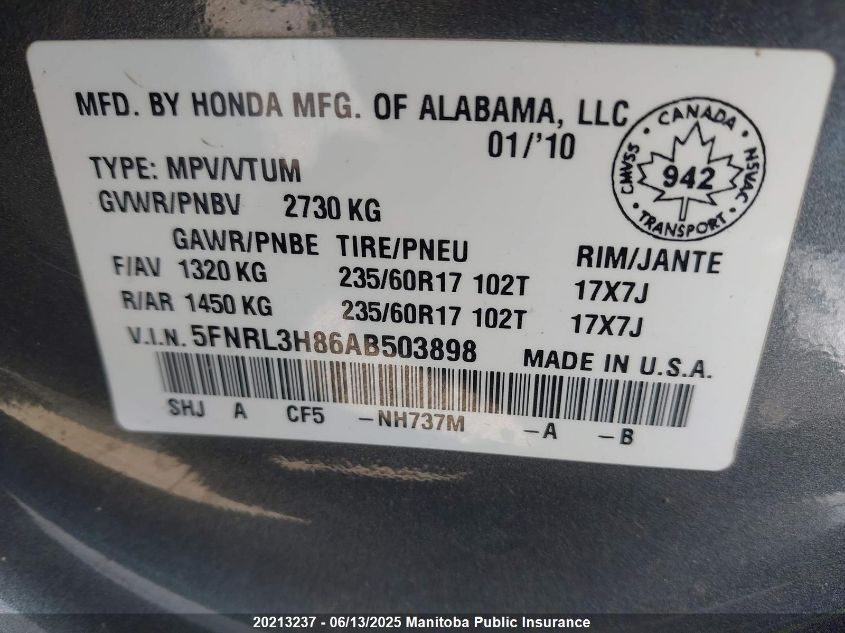 MFD. BY HONDA MFG. OF ALABAMA, LLC
01/'10
CANADA
CMVSS 942 NSVAC
TRANSPORT
TYPE: MPV/VTUM
GVWR/PNBV 2730 KG
GAWR/PNBE TIRE/PNEU RIM/JANTE
F/AV 1320 KG 235/60R17 102T 17X7J
R/AR 1450 KG 235/60R17 102T 17X7J
V.I.N. 5FNRL3H86AB503898 MADE IN U.S.A.
SHJ A CF5 -NH737M -A -B
20213237 - 06/13/2025 Manitoba Public Insurance